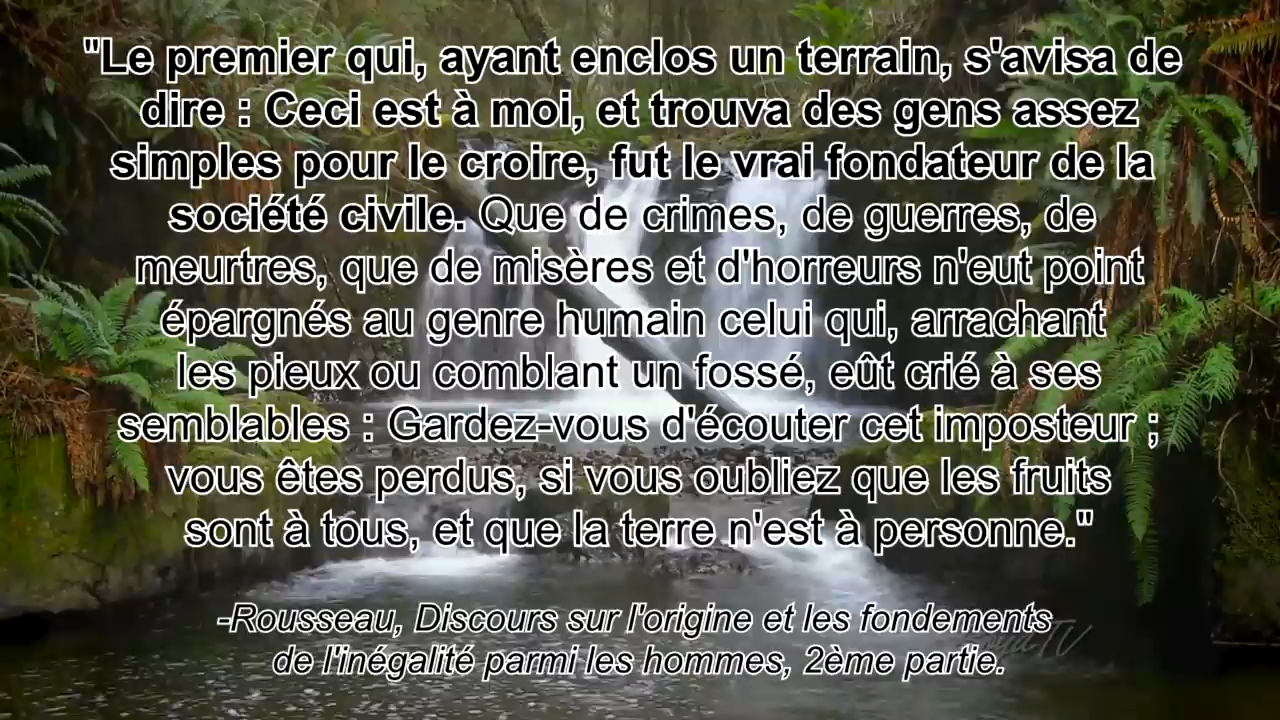 "Le premier qui, ayant enclos un terrain, s'avisa de
dire : Ceci est à moi, et trouva des gens assez
simples pour le croire, fut le vrai fondateur de la
société civile. Que de crimes, de guerres, de
meurtres, que de misères et d'horreurs n'eut point
épargnés au genre humain celui qui, arrachant
les pieux ou comblant un fossé, eût crié à ses
semblables : Gardez-vous d'écouter cet imposteur ;
vous êtes perdus, si vous oubliez que les fruits
sont à tous, et que la terre n'est à personne."
-Rousseau, Discours sur l'origine et les fondements
de l'inégalité parmi les hommes, 2ème partie.